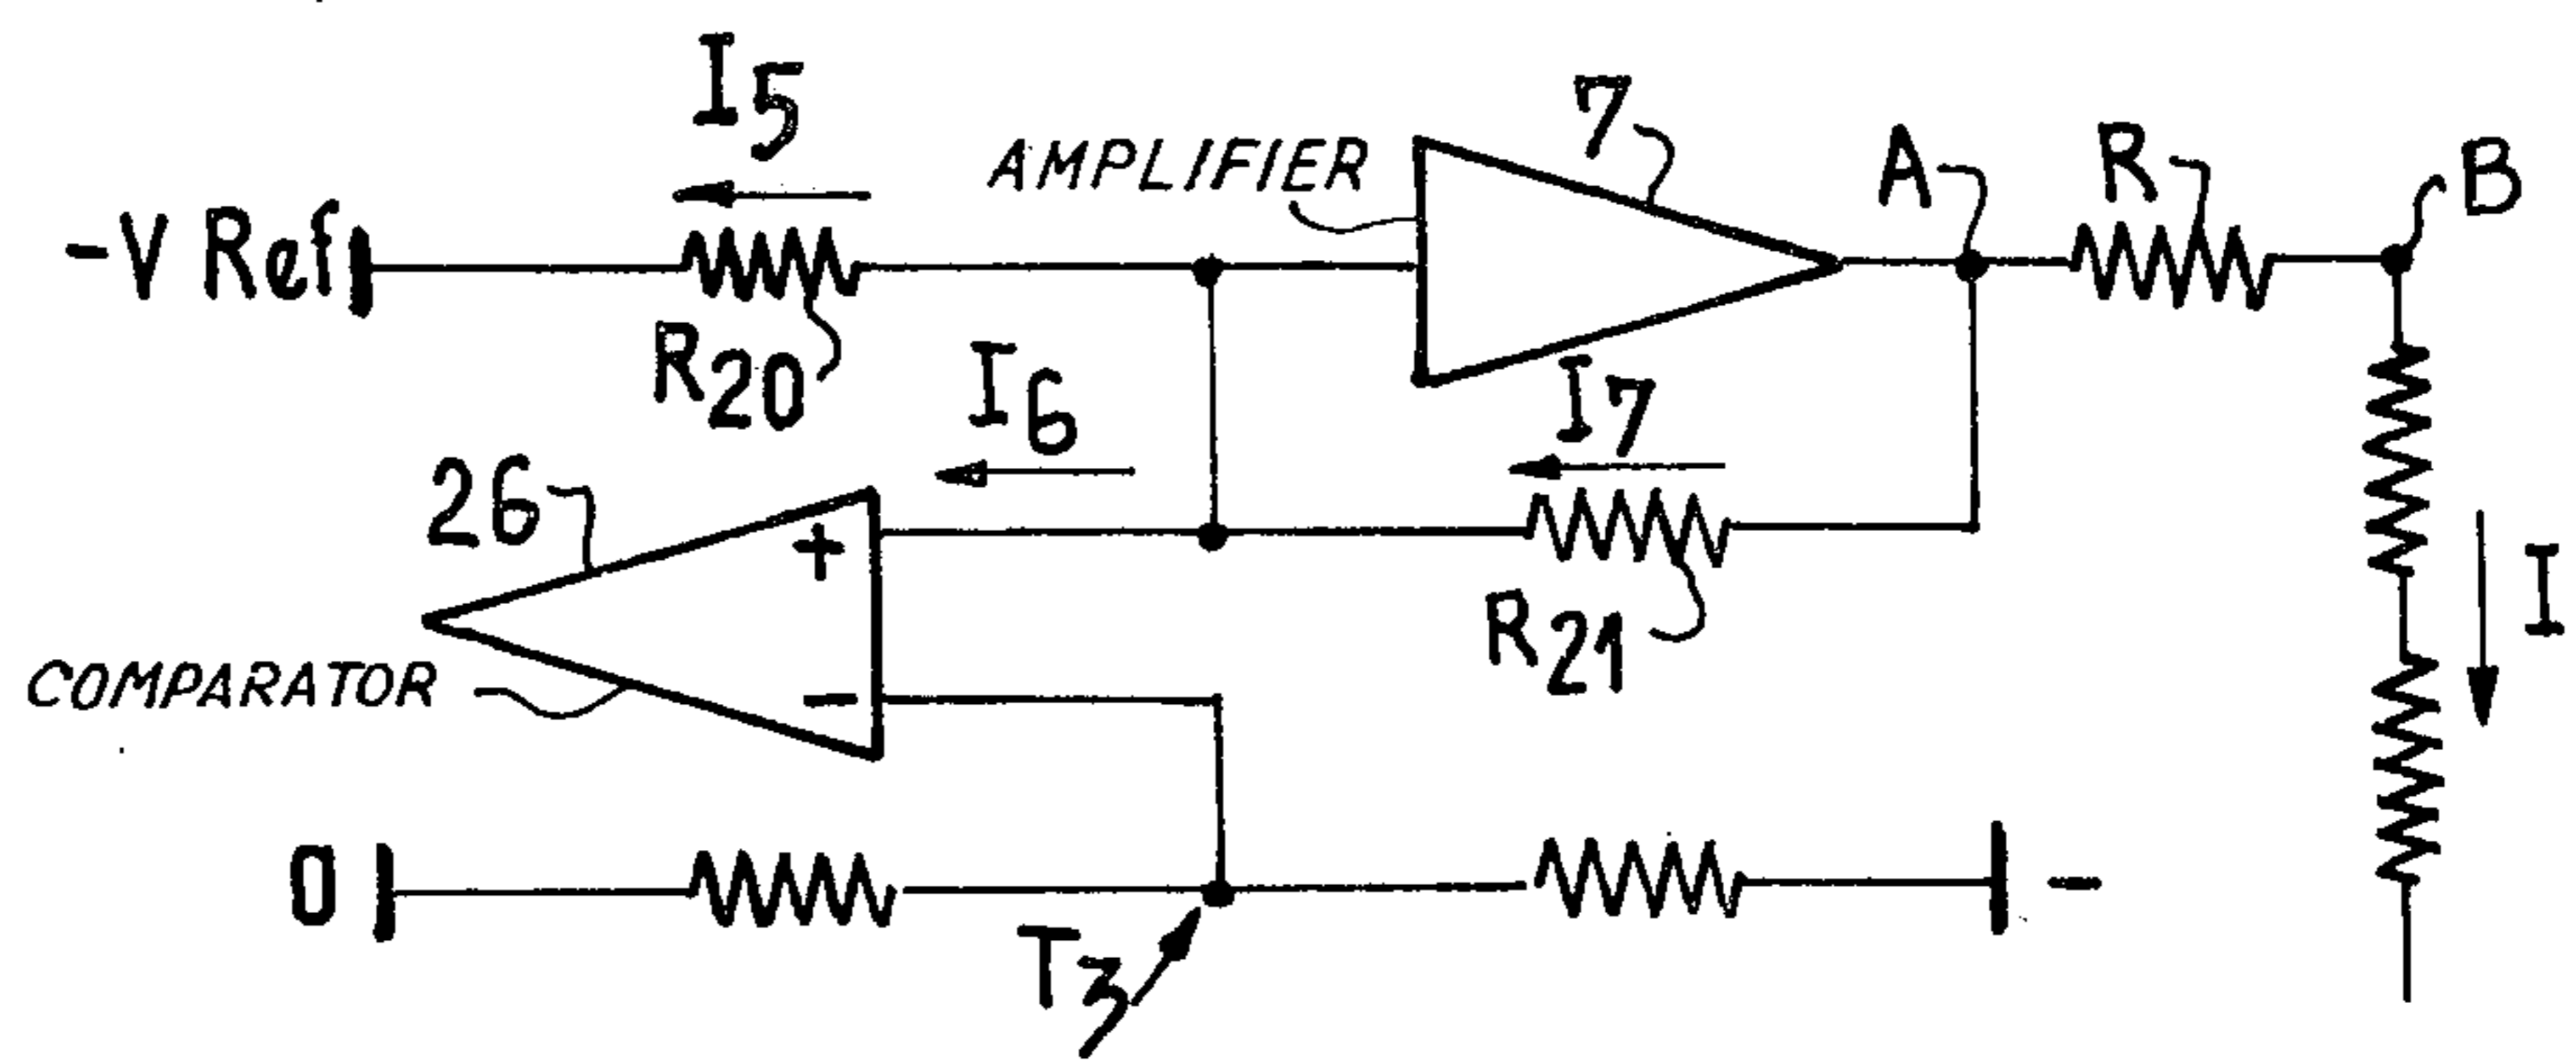 I5
AMPLIFIER
7
A
R
B
-V Ref
R20
I6
I7
26
+
R21
I
COMPARATOR
-
0
T3
-